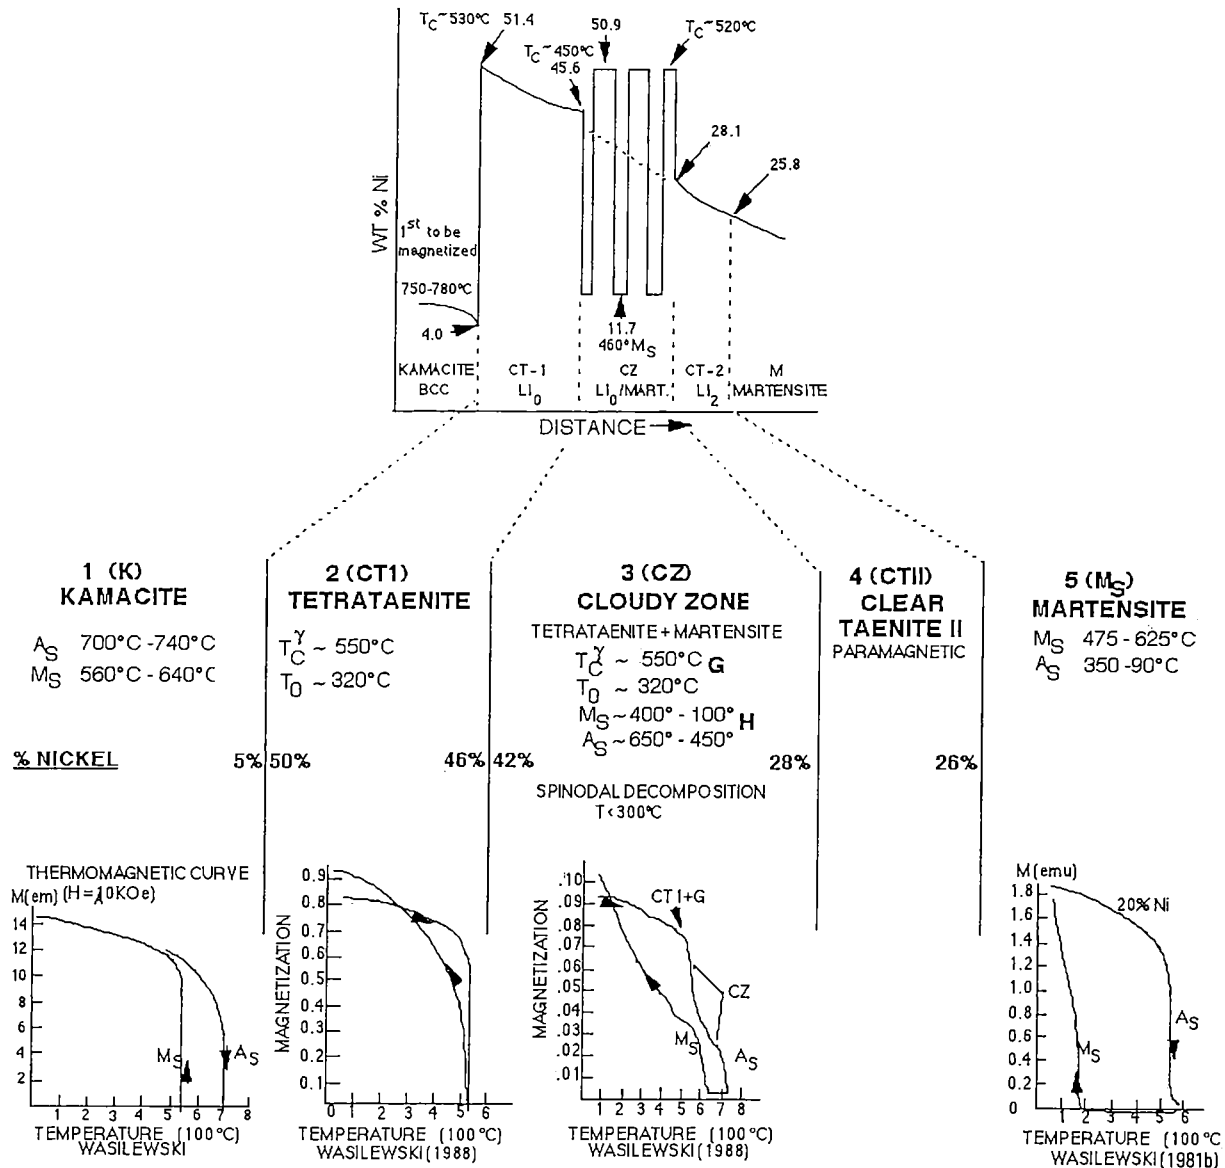 T_C ~530°C 51.4
50.9
T_C ~520°C
T_C ~450°C
45.6
28.1
25.8
WT % Ni
1st to be
magnetized
750-780°C
4.0
11.7
460°M_S
KAMACITE
BCC
CT-1
LI_0
CZ
LI_0/MART.
CT-2
LI_2
M
MARTENSITE
DISTANCE
1 (K)
KAMACITE
A_S 700°C -740°C
M_S 560°C - 640°C
2 (CT1)
TETRATAENITE
T_C^γ ~ 550°C
T_0 ~ 320°C
3 (CZ)
CLOUDY ZONE
TETRATAENITE + MARTENSITE
T_C^γ ~ 550°C G
T_0 ~ 320°C
M_S ~400° - 100° H
A_S ~650° - 450°
4 (CTII)
CLEAR
TAENITE II
PARAMAGNETIC
5 (M_S)
MARTENSITE
M_S 475 - 625°C
A_S 350 -90°C
% NICKEL
5% 50% 46% 42% 28% 26%
SPINODAL DECOMPOSITION
T<300°C
THERMOMAGNETIC CURVE
M(em) (H= 10KOe)
14
12
10
8
6
4
2
M_S
A_S
1 2 3 4 5 6 7 8
TEMPERATURE (100°C)
WASILEWSKI
MAGNETIZATION
0.9
0.8
0.7
0.6
0.5
0.4
0.3
0.2
0.1
0 1 2 3 4 5 6
TEMPERATURE (100°C)
WASILEWSKI (1988)
MAGNETIZATION
.10
.09
.08
.07
.06
.05
.04
.03
.02
.01
CT1+G
CZ
M_S
A_S
1 2 3 4 5 6 7 8
TEMPERATURE (100°C)
WASILEWSKI (1988)
M(emu)
1.8
1.6
1.4
1.2
1.0
0.8
0.6
0.4
0.2
0
20% Ni
A_S
M_S
1 2 3 4 5 6
TEMPERATURE (100°C
WASILEWSKI(1981b)